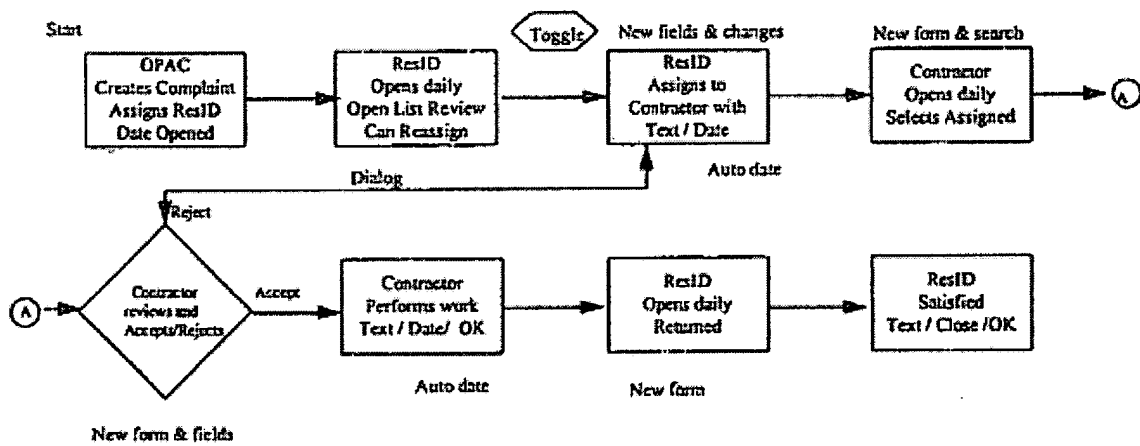 Start
Toggle
New fields & changes
New form & search
OPAC
Creates Complaint
Assigns ResID
Date Opened
ResID
Opens daily
Open List Review
Can Reassign
ResID
Assigns to
Contractor with
Text / Date
Contractor
Opens daily
Selects Assigned
A
Auto date
Dialog
Reject
A
Contractor
reviews and
Accepts/Rejects
Accept
Contractor
Performs work
Text / Date/ OK
ResID
Opens daily
Returned
ResID
Satisfied
Text / Close /OK
Auto date
New form
New form & fields